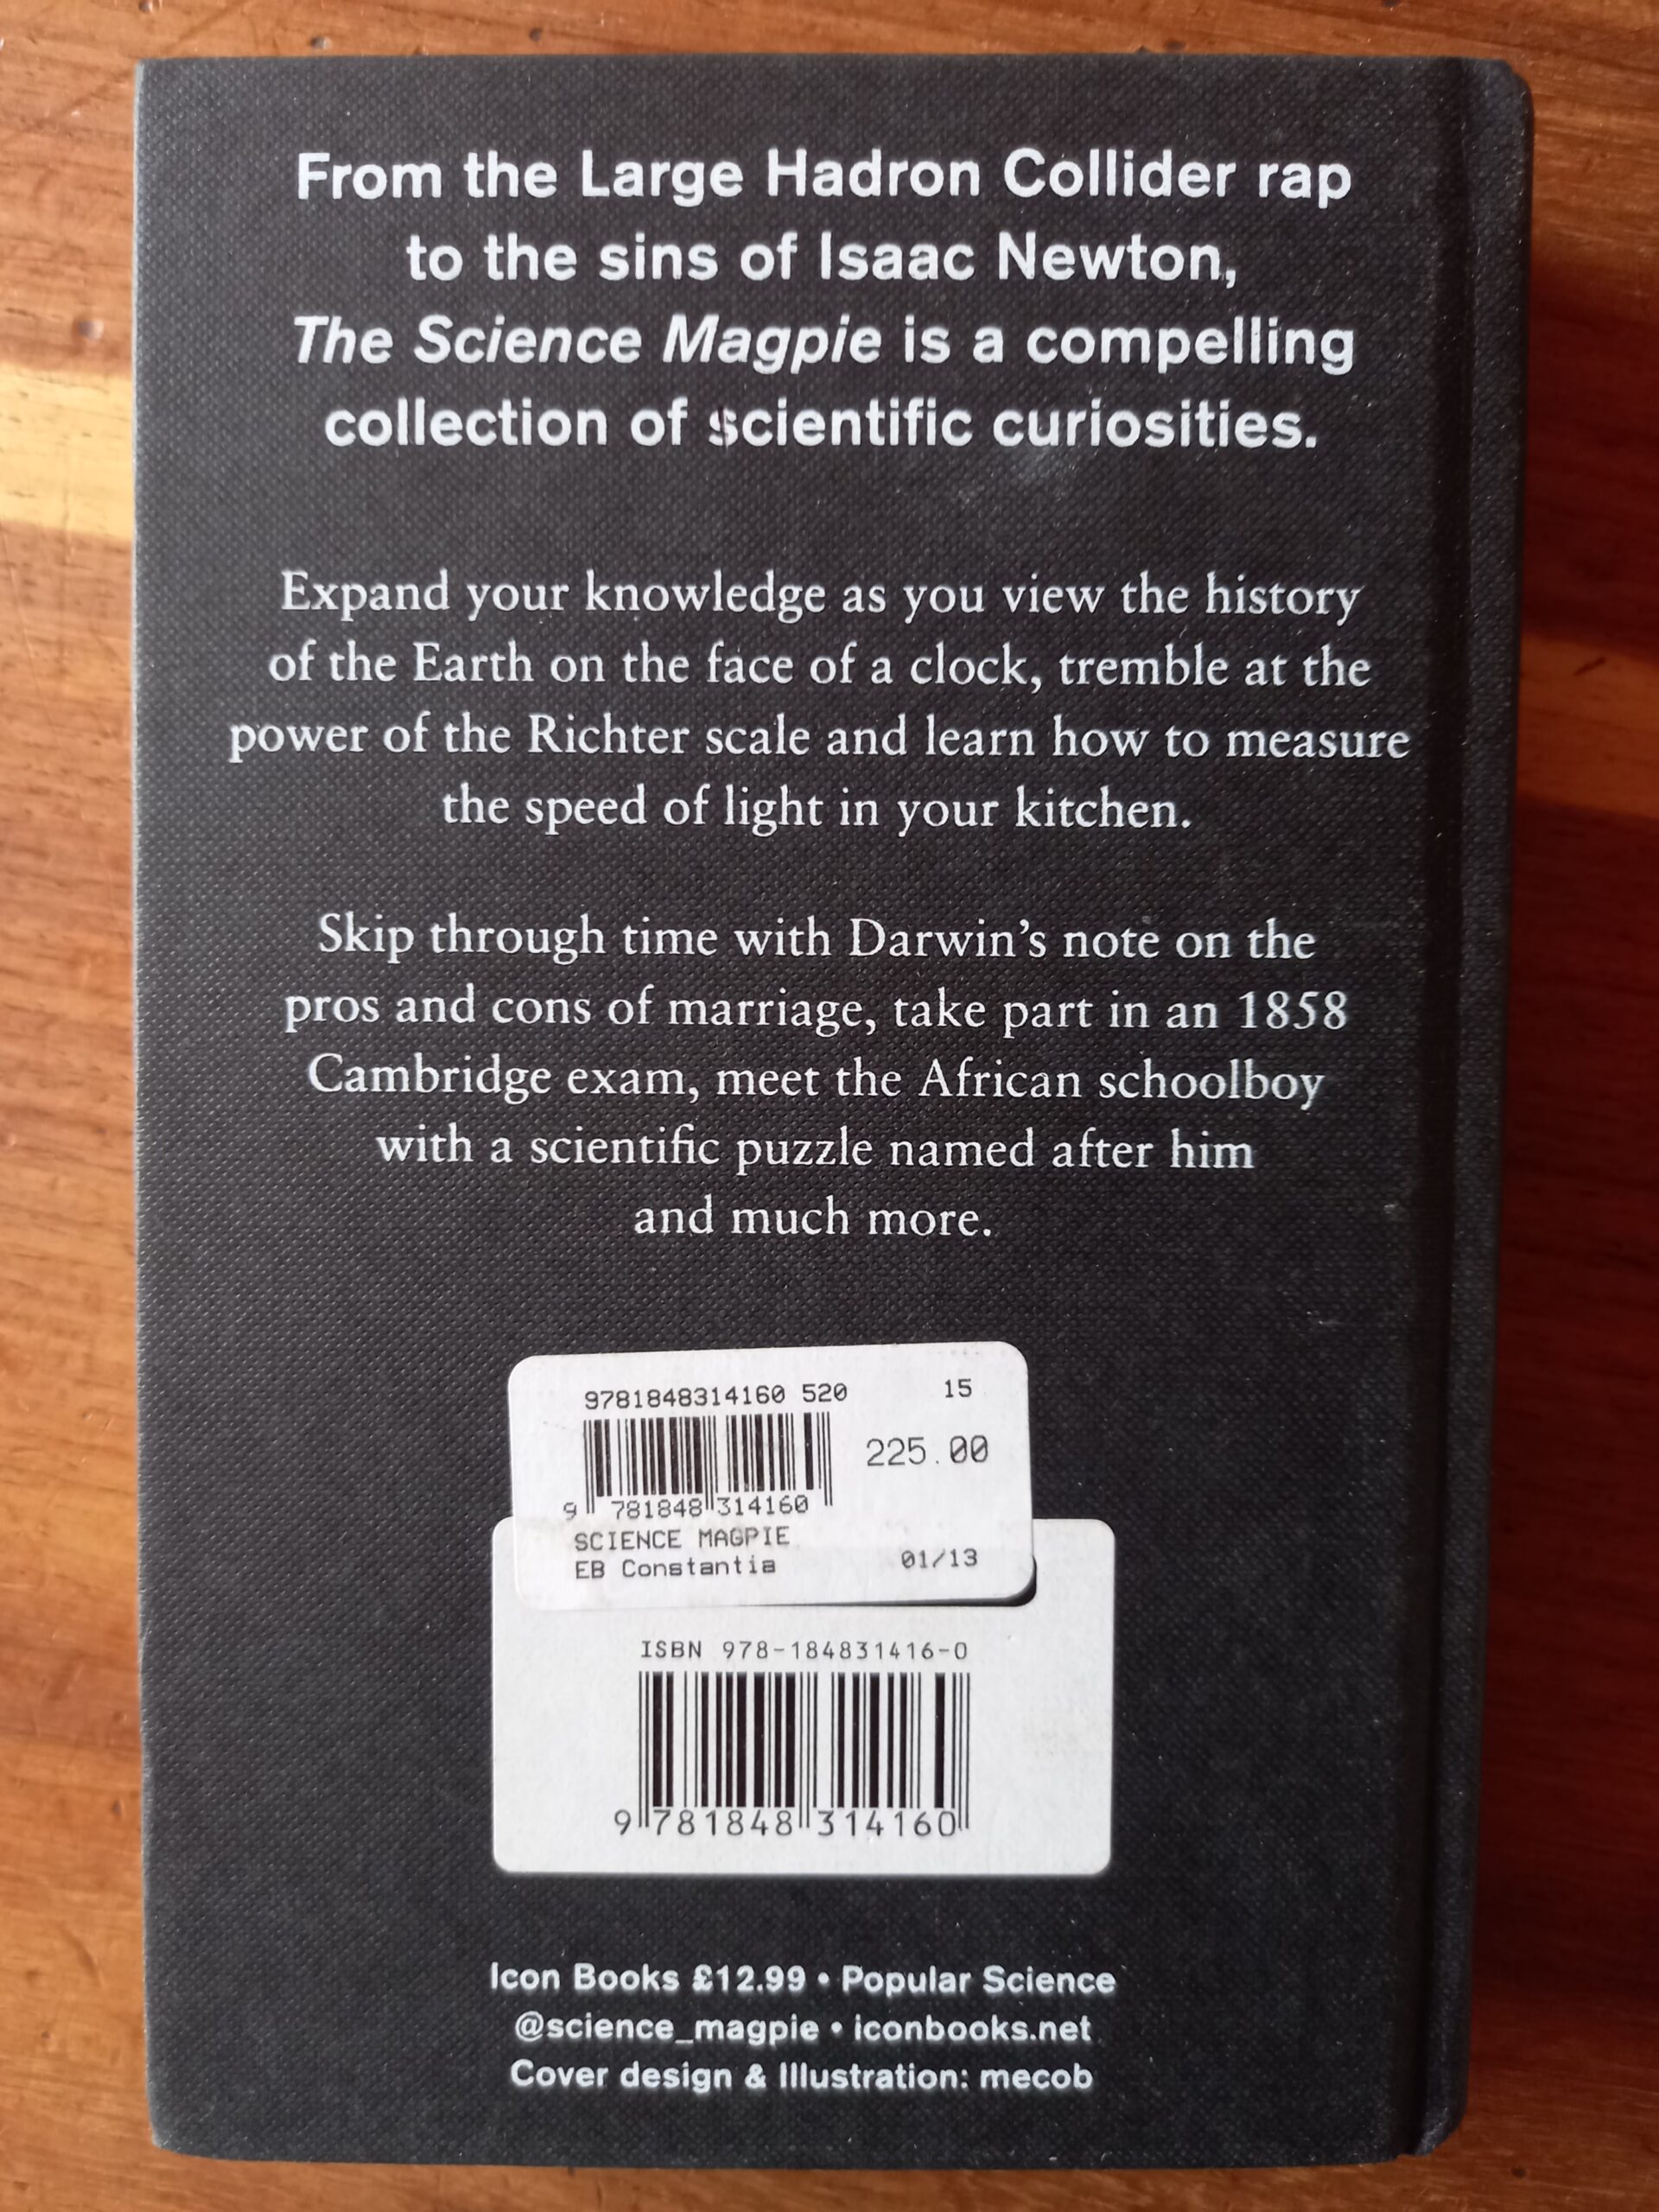 From the Large Hadron Collider rap
to the sins of Isaac Newton,
The Science Magpie is a compelling
collection of scientific curiosities.
Expand your knowledge as you view the history
of the Earth on the face of a clock, tremble at the
power of the Richter scale and learn how to measure
the speed of light in your kitchen.
Skip through time with Darwin's note on the
pros and cons of marriage, take part in an 1858
Cambridge exam, meet the African schoolboy
with a scientific puzzle named after him
and much more.
9781848314160 520 15
225.00
9 781848 314160
SCIENCE MAGPIE
EB Constantia 01/13
ISBN 978-184831416-0
9 781848 314160
Icon Books £12.99 • Popular Science
@science_magpie • iconbooks.net
Cover design & Illustration: mecob